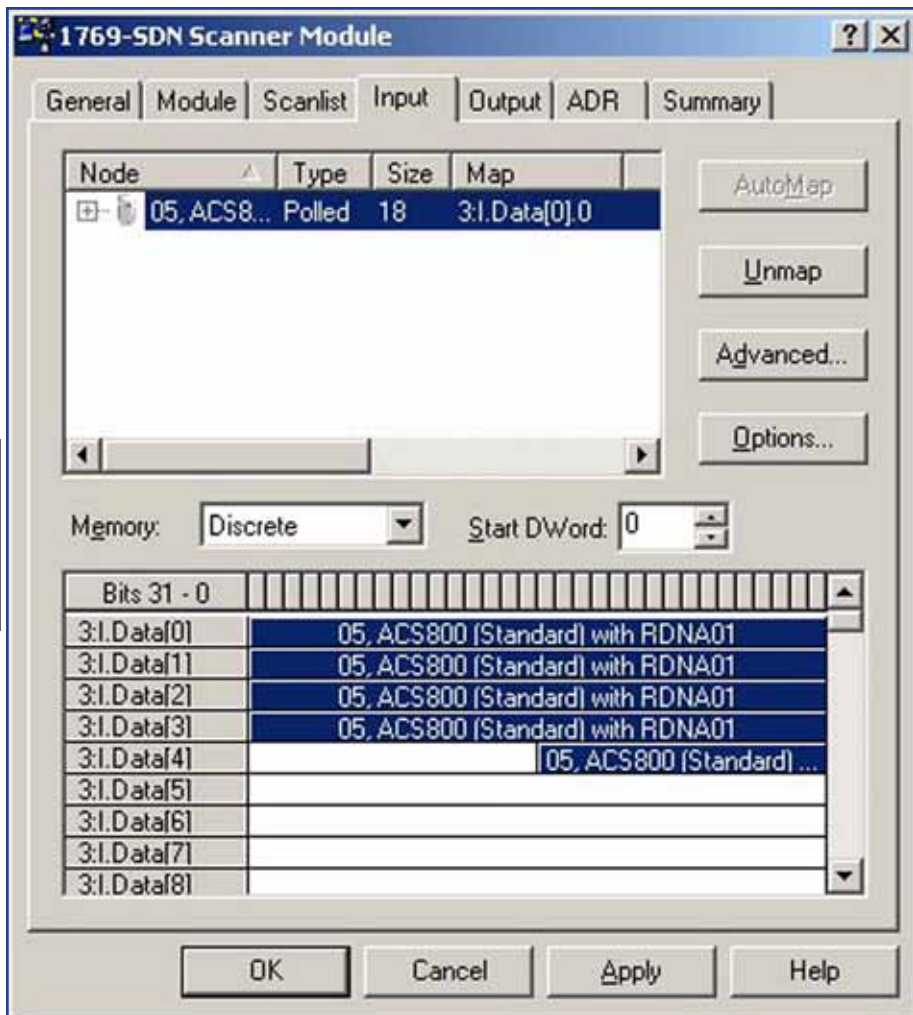 1769-SDN Scanner Module
General Module Scanlist Input Output ADR Summary
Node Type Size Map
05, ACS8... Polled 18 3:I.Data[0].0
AutoMap
Unmap
Advanced...
Options...
Memory: Discrete Start DWord: 0
Bits 31 - 0
3:I.Data[0] 05, ACS800 (Standard) with RDNA01
3:I.Data[1] 05, ACS800 (Standard) with RDNA01
3:I.Data[2] 05, ACS800 (Standard) with RDNA01
3:I.Data[3] 05, ACS800 (Standard) with RDNA01
3:I.Data[4] 05, ACS800 (Standard) ...
3:I.Data[5]
3:I.Data[6]
3:I.Data[7]
3:I.Data[8]
OK Cancel Apply Help